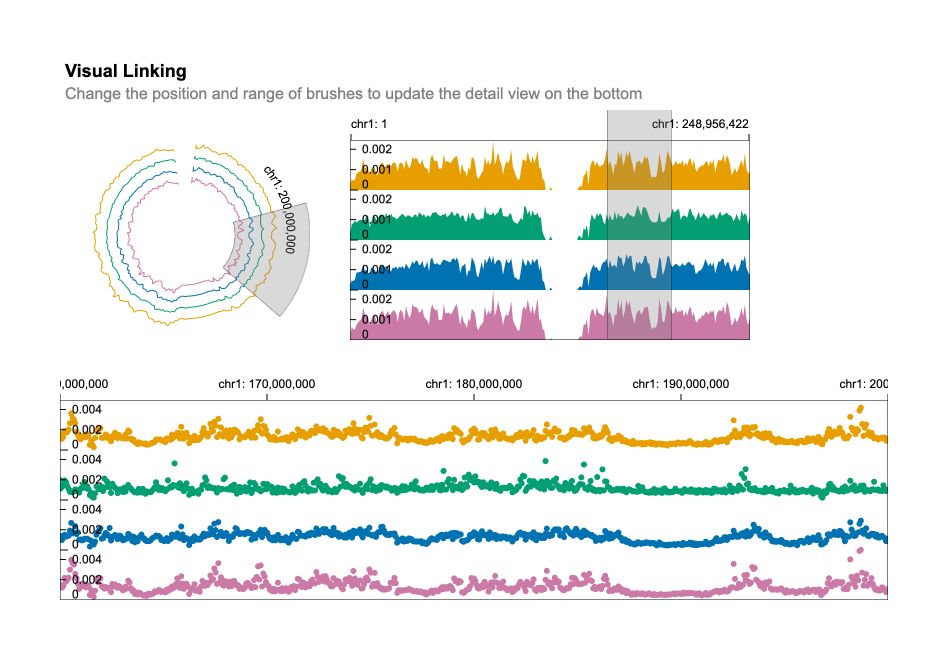 Visual Linking
Change the position and range of brushes to update the detail view on the bottom
chr1: 200,000,000
chr1: 1
chr1: 248,956,422
0.002
0.001
0
0.002
0.001
0
0.002
0.001
0
0.002
0.001
0
0,000,000
chr1: 170,000,000
chr1: 180,000,000
chr1: 190,000,000
chr1: 200
0.004
0.002
0
0.004
0.002
0
0.004
0.002
0
0.004
0.002
0